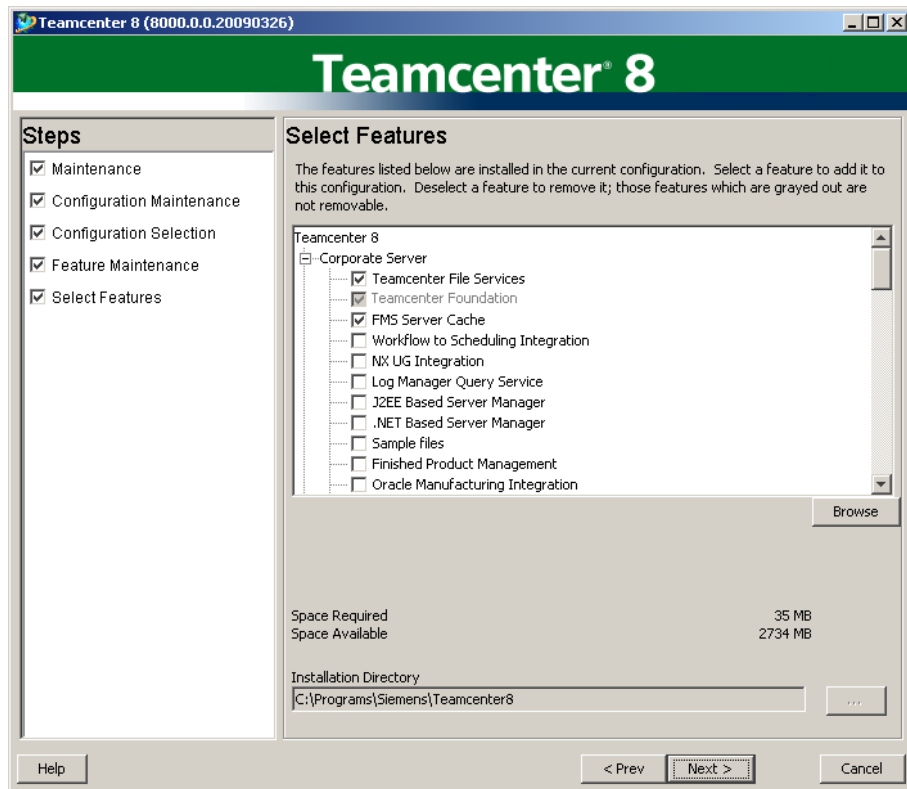 Teamcenter 8 (8000.0.0.20090326)
Teamcenter® 8
Steps
Maintenance
Configuration Maintenance
Configuration Selection
Feature Maintenance
Select Features
Select Features
The features listed below are installed in the current configuration. Select a feature to add it to
this configuration. Deselect a feature to remove it; those features which are grayed out are
not removable.
Teamcenter 8
Corporate Server
Teamcenter File Services
Teamcenter Foundation
FMS Server Cache
Workflow to Scheduling Integration
NX UG Integration
Log Manager Query Service
J2EE Based Server Manager
.NET Based Server Manager
Sample files
Finished Product Management
Oracle Manufacturing Integration
Browse
Space Required 35 MB
Space Available 2734 MB
Installation Directory
C:\Programs\Siemens\Teamcenter8
...
Help
< Prev
Next >
Cancel